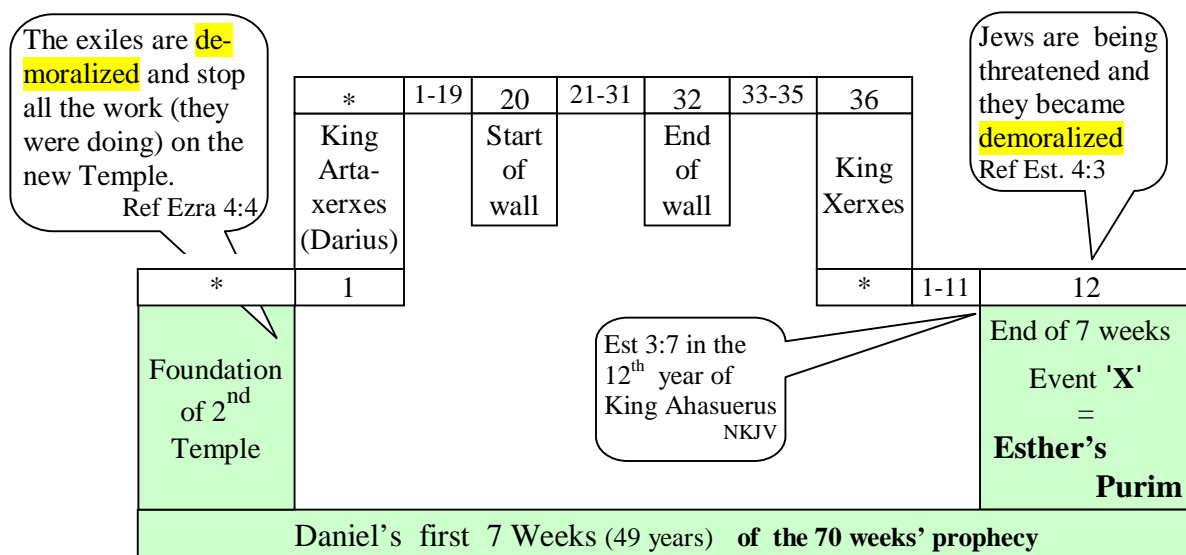 The exiles are de-
moralized and stop
all the work (they
were doing) on the
new Temple.
Ref Ezra 4:4
Jews are being
threatened and
they became
demoralized
Ref Est. 4:3
* 1-19 20 21-31 32 33-35 36
King
Arta-
xerxes
(Darius)
Start
of
wall
End
of
wall
King
Xerxes
* 1 * 1-11 12
Foundation
of 2nd
Temple
Est 3:7 in the
12th year of
King Ahasuerus
NKJV
End of 7 weeks
Event 'X'
=
Esther's
Purim
Daniel's first 7 Weeks (49 years) of the 70 weeks' prophecy